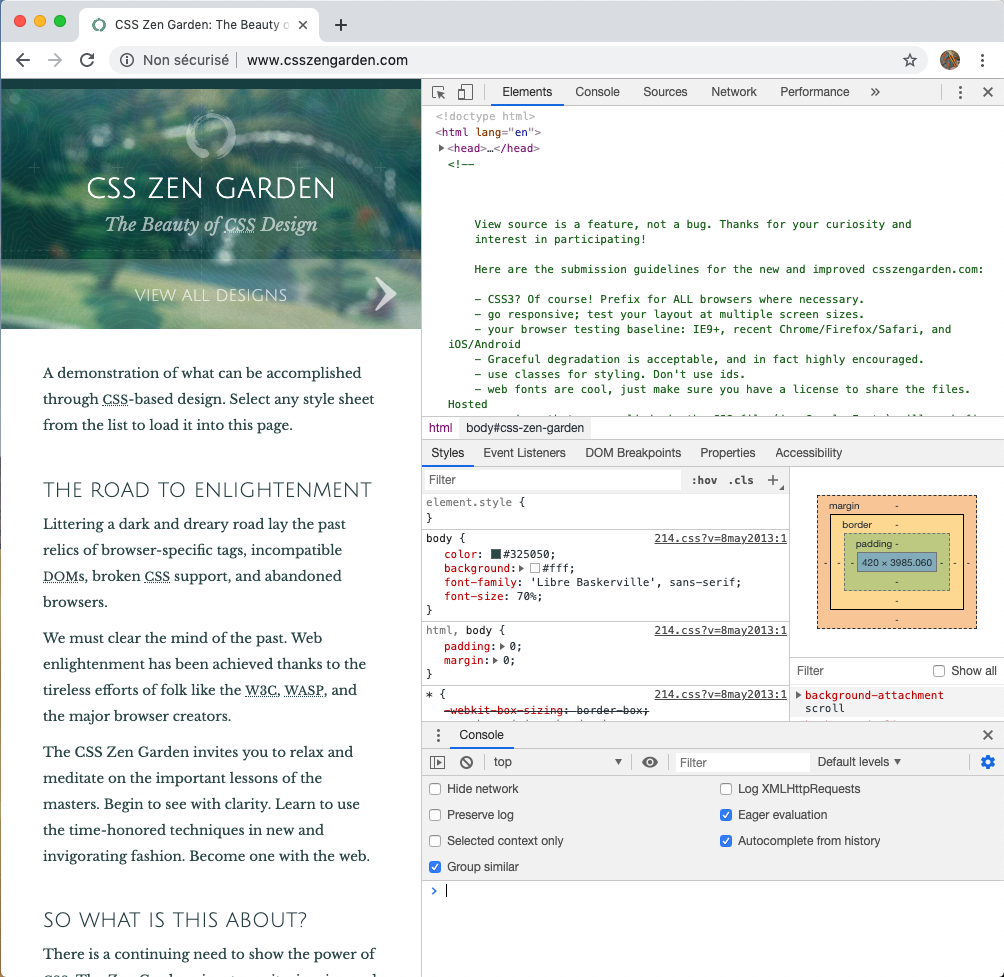 CSS Zen Garden: The Beauty o
Non sécurisé
www.csszengarden.com
CSS ZEN GARDEN
The Beauty of CSS Design
VIEW ALL DESIGNS
A demonstration of what can be accomplished
through CSS-based design. Select any style sheet
from the list to load it into this page.
THE ROAD TO ENLIGHTENMENT
Littering a dark and dreary road lay the past
relics of browser-specific tags, incompatible
DOMs, broken CSS support, and abandoned
browsers.
We must clear the mind of the past. Web
enlightenment has been achieved thanks to the
tireless efforts of folk like the W3C, WASP, and
the major browser creators.
The CSS Zen Garden invites you to relax and
meditate on the important lessons of the
masters. Begin to see with clarity. Learn to use
the time-honored techniques in new and
invigorating fashion. Become one with the web.
SO WHAT IS THIS ABOUT?
There is a continuing need to show the power of
Elements Console Sources Network Performance »
<!doctype html>
<html lang="en">
<head>…</head>
<!--
View source is a feature, not a bug. Thanks for your curiosity and
interest in participating!
Here are the submission guidelines for the new and improved csszengarden.com:
- CSS3? Of course! Prefix for ALL browsers where necessary.
- go responsive; test your layout at multiple screen sizes.
- your browser testing baseline: IE9+, recent Chrome/Firefox/Safari, and
iOS/Android
- Graceful degradation is acceptable, and in fact highly encouraged.
- use classes for styling. Don't use ids.
- web fonts are cool, just make sure you have a license to share the files.
Hosted
html body#css-zen-garden
Styles Event Listeners DOM Breakpoints Properties Accessibility
Filter :hov .cls +
element.style {
}
body { 214.css?v=8may2013:1
color: #325050;
background: #fff;
font-family: 'Libre Baskerville', sans-serif;
font-size: 70%;
}
html, body { 214.css?v=8may2013:1
padding: 0;
margin: 0;
}
* { 214.css?v=8may2013:1
-webkit-box-sizing: border-box;
margin -
border -
padding -
- - - 420 × 3985.060 - - -
-
-
-
Filter Show all
background-attachment
scroll
Console
top Filter Default levels
Hide network Log XMLHttpRequests
Preserve log Eager evaluation
Selected context only Autocomplete from history
Group similar